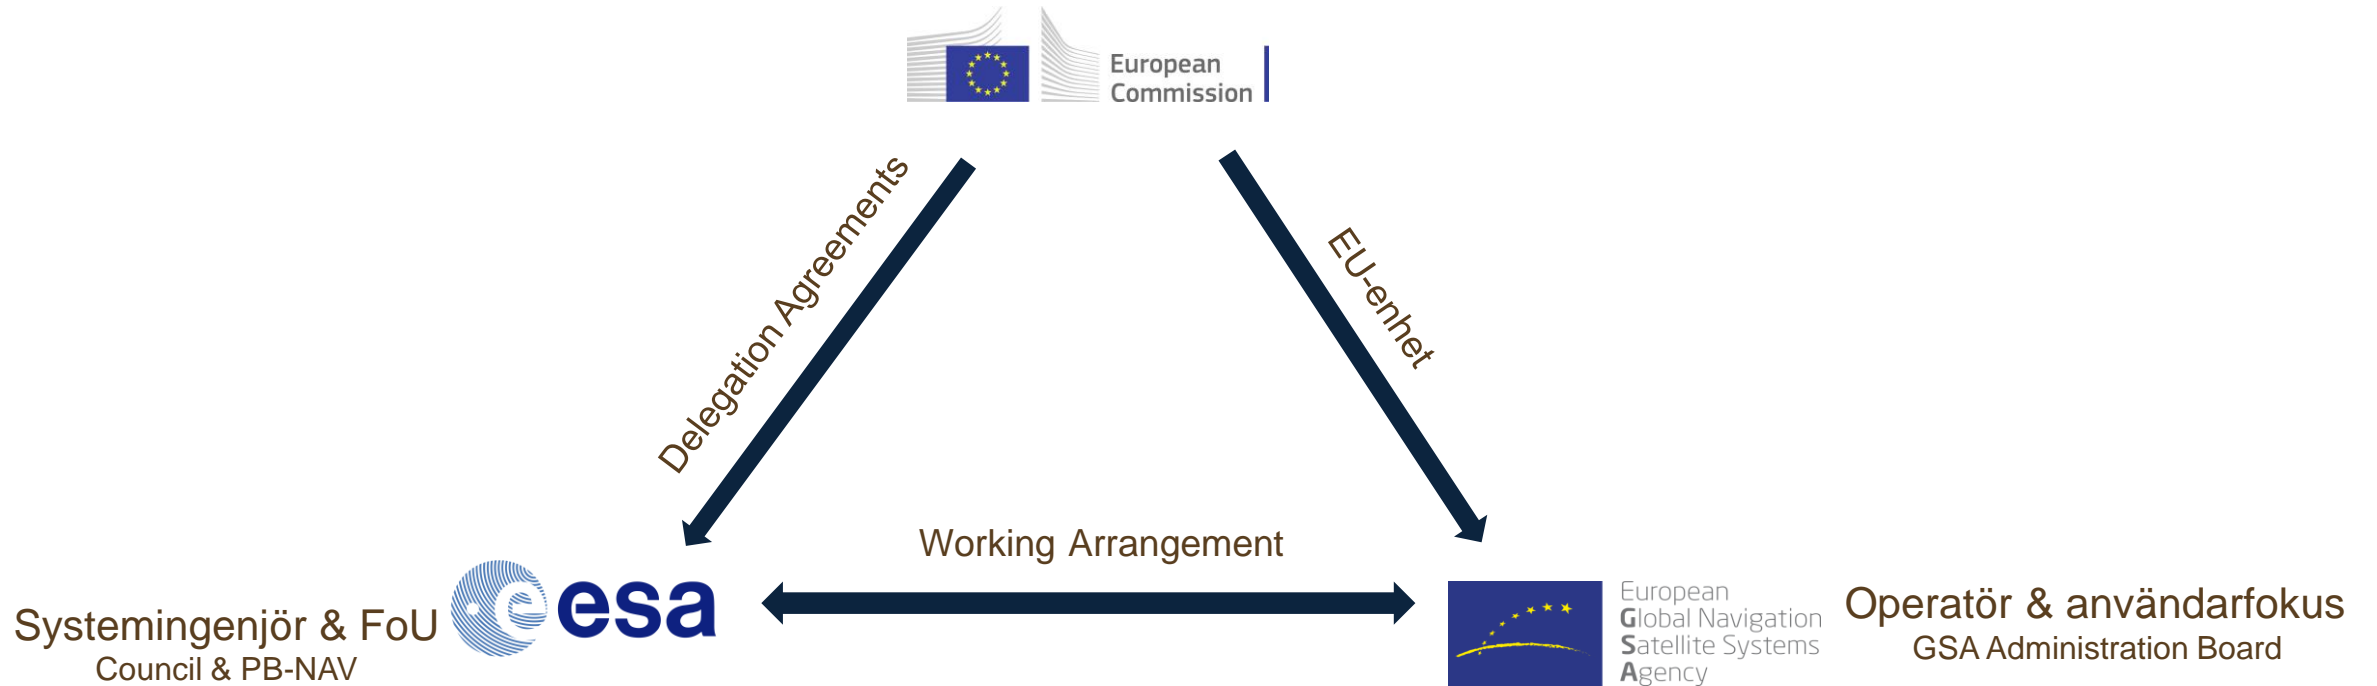 European
Commission
Delegation Agreements
EU-enhet
Working Arrangement
Systemingenjör & FoU
Council & PB-NAV
esa
European
Global Navigation
Satellite Systems
Agency
Operatör & användarfokus
GSA Administration Board